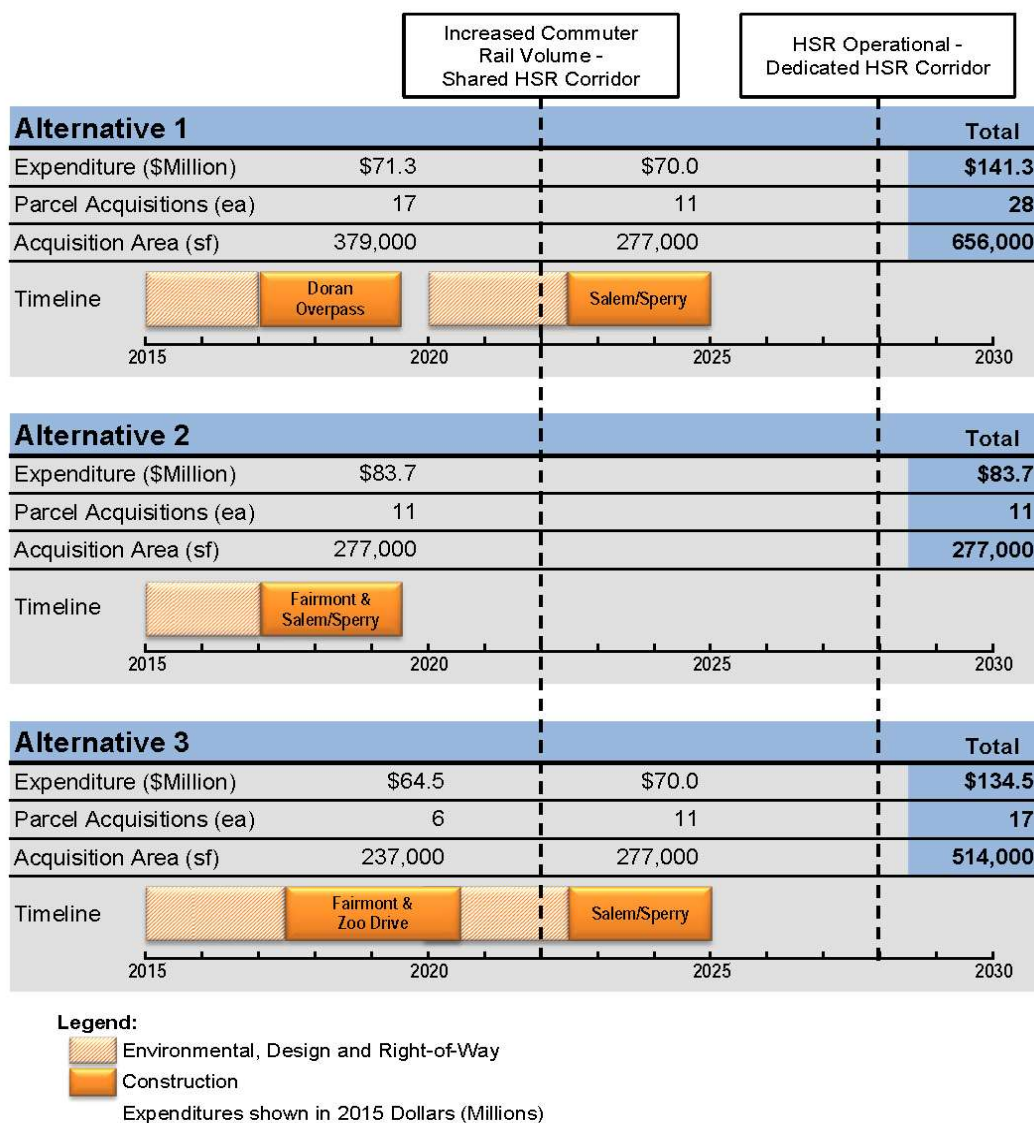 Increased Commuter
Rail Volume -
Shared HSR Corridor
HSR Operational -
Dedicated HSR Corridor
Alternative 1 Total
Expenditure ($Million) $71.3 $70.0 $141.3
Parcel Acquisitions (ea) 17 11 28
Acquisition Area (sf) 379,000 277,000 656,000
Timeline
Doran
Overpass
Salem/Sperry
2015 2020 2025 2030
Alternative 2 Total
Expenditure ($Million) $83.7 $83.7
Parcel Acquisitions (ea) 11 11
Acquisition Area (sf) 277,000 277,000
Timeline
Fairmont &
Salem/Sperry
2015 2020 2025 2030
Alternative 3 Total
Expenditure ($Million) $64.5 $70.0 $134.5
Parcel Acquisitions (ea) 6 11 17
Acquisition Area (sf) 237,000 277,000 514,000
Timeline
Fairmont &
Zoo Drive
Salem/Sperry
2015 2020 2025 2030
Legend:
Environmental, Design and Right-of-Way
Construction
Expenditures shown in 2015 Dollars (Millions)